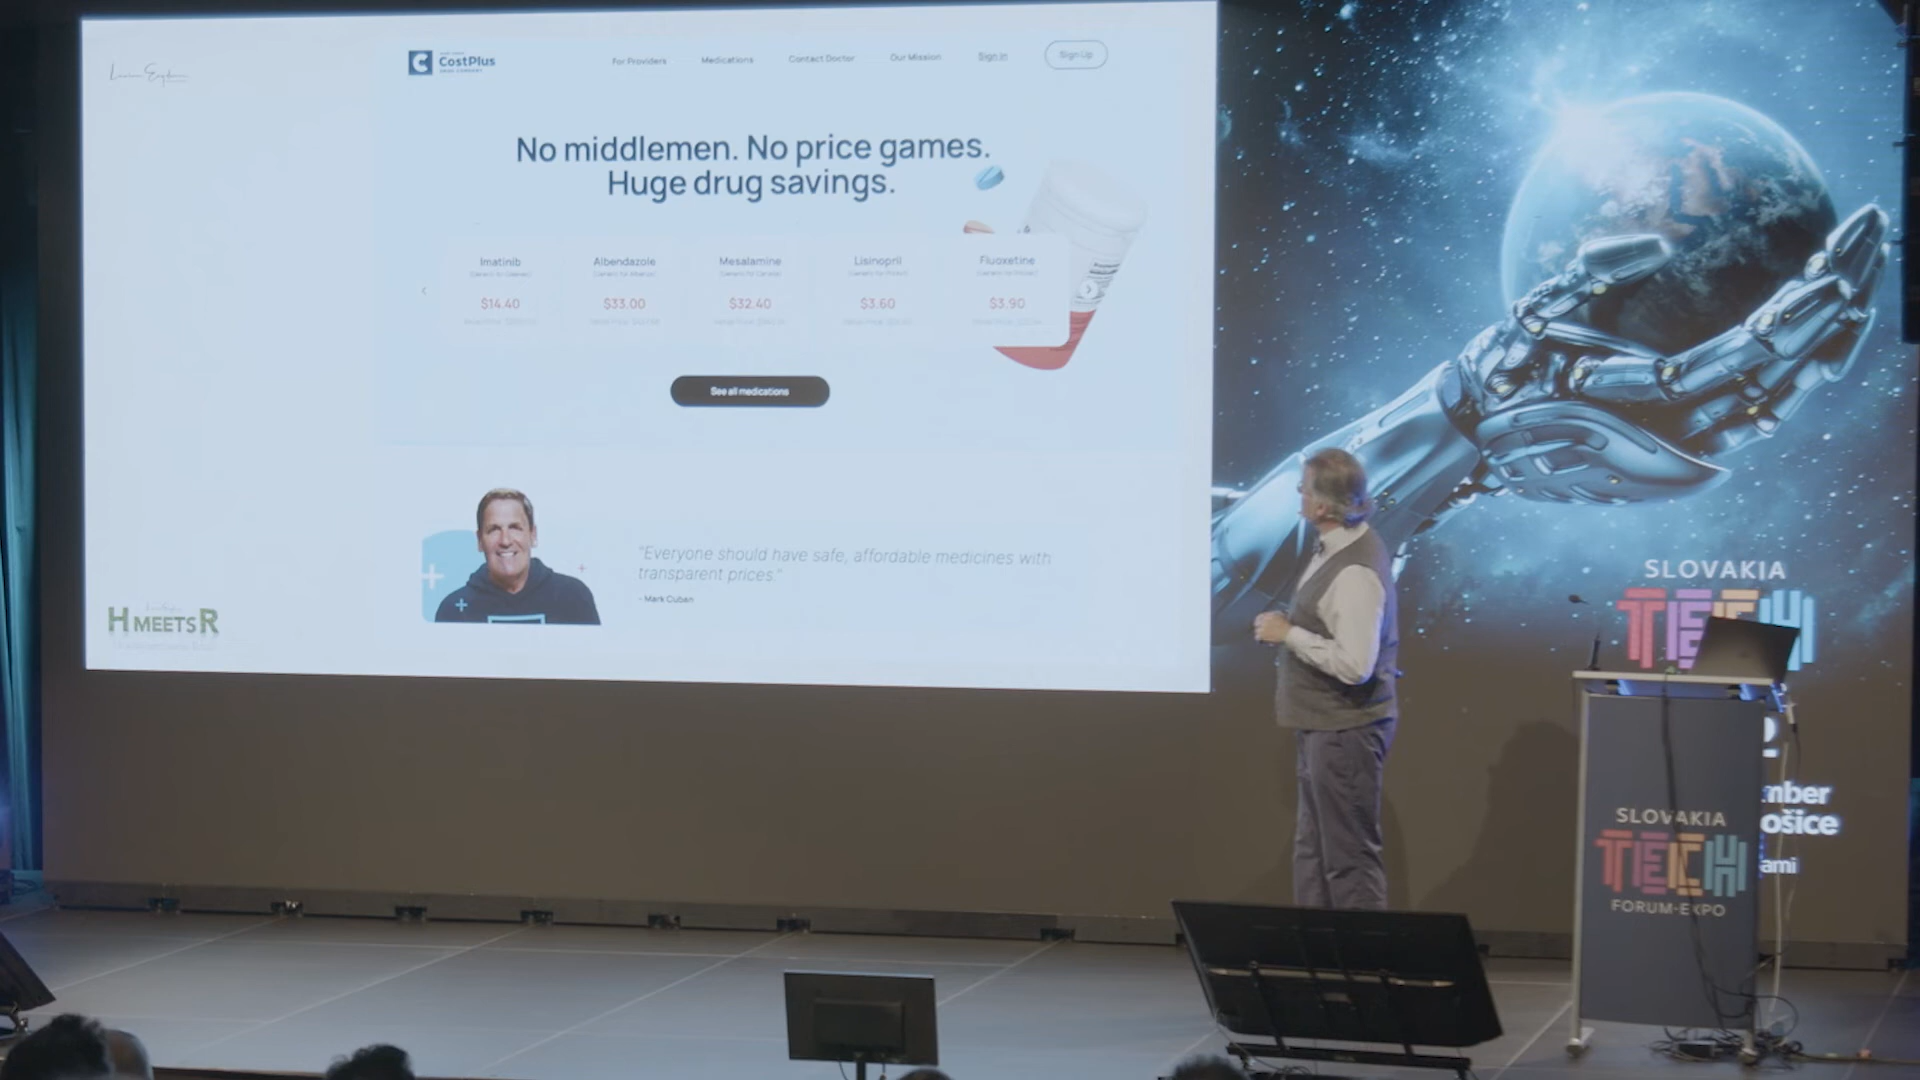 CostPlus
DRUG COMPANY
For Providers
Medications
Contact Doctor
Our Mission
Sign In
Sign Up
No middlemen. No price games.
Huge drug savings.
Imatinib
$14.40
Albendazole
$33.00
Mesalamine
$32.40
Lisinopril
$3.60
Fluoxetine
$3.90
See all medications
"Everyone should have safe, affordable medicines with
transparent prices."
- Mark Cuban
H MEETS R
SLOVAKIA
TECH
mber
ošice
ami
SLOVAKIA
TECH
FORUM-EXPO